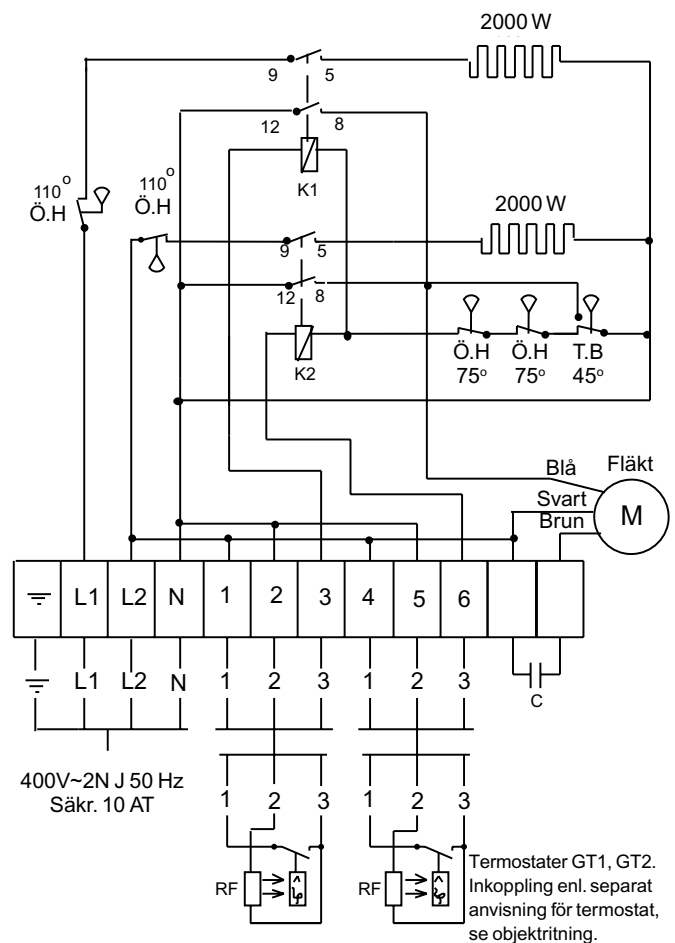 2000 W
9 5
12 8
K1
110° Ö.H
110° Ö.H
2000 W
9 5
12 8
K2
Ö.H 75°
Ö.H 75°
T.B 45°
Blå
Fläkt
Svart
Brun
M
L1 L2 N 1 2 3 4 5 6
L1 L2 N 1 2 3 1 2 3
C
400V~2N J 50 Hz
Säkr. 10 AT
1 2 3 1 2 3
RF
RF
Termostater GT1, GT2.
Inkoppling enl. separat
anvisning för termostat,
se objektritning.